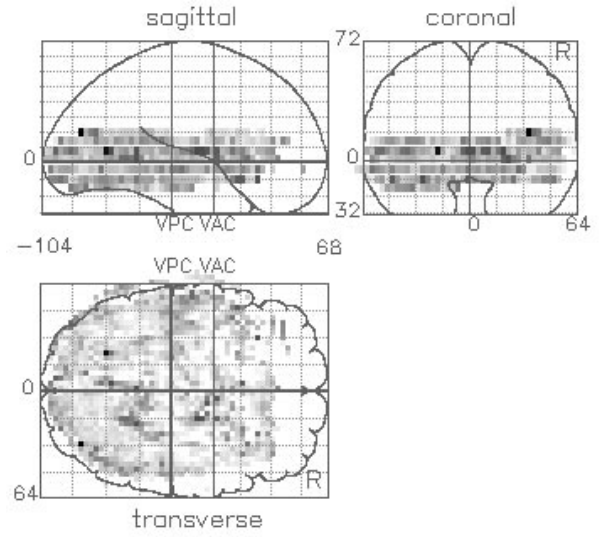 sagittal
coronal
72
R
0
0
32
VPC VAC
0
64
-104
68
VPC VAC
0
64
R
transverse